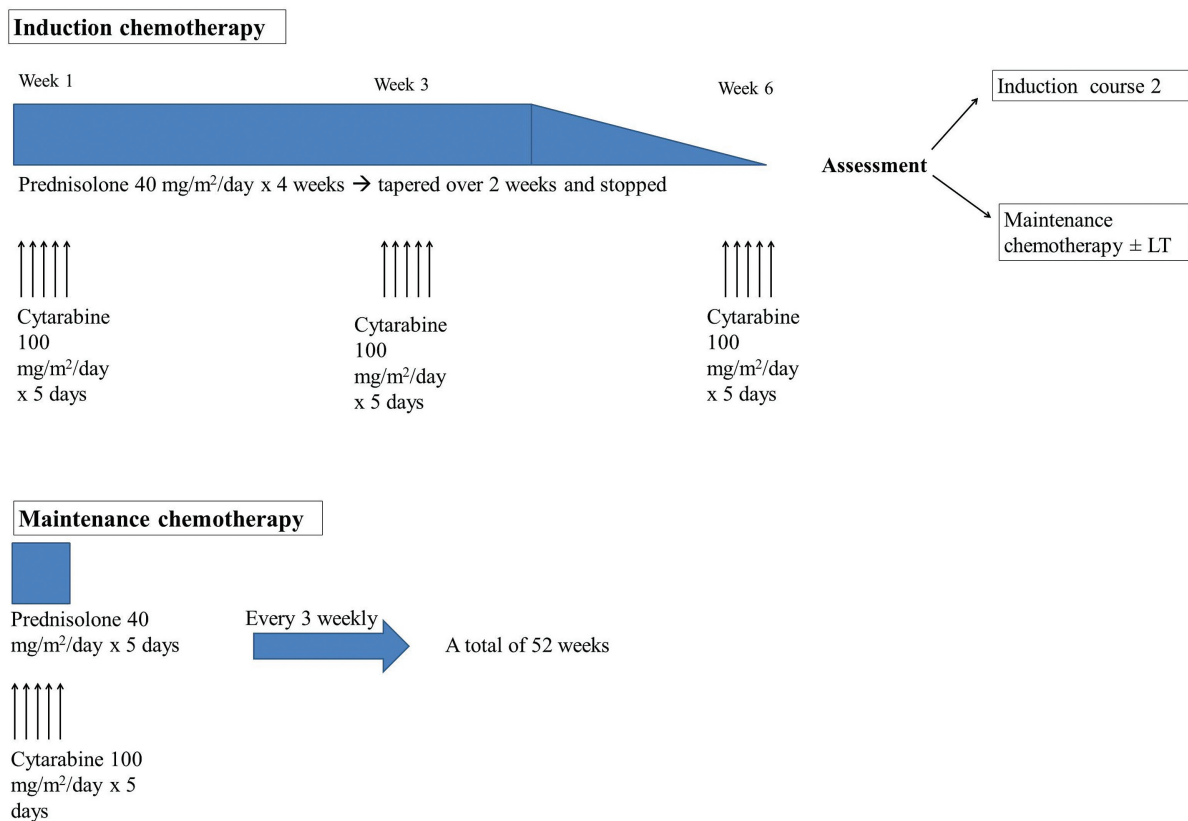 Induction chemotherapy
Week 1
Week 3
Week 6
Prednisolone 40 mg/m²/day x 4 weeks → tapered over 2 weeks and stopped
Assessment
Induction course 2
Maintenance
chemotherapy ± LT
Cytarabine
100
mg/m²/day
x 5 days
Cytarabine
100
mg/m²/day
x 5 days
Cytarabine
100
mg/m²/day
x 5 days
Maintenance chemotherapy
Prednisolone 40
mg/m²/day x 5 days
Every 3 weekly
A total of 52 weeks
Cytarabine 100
mg/m²/day x 5
days